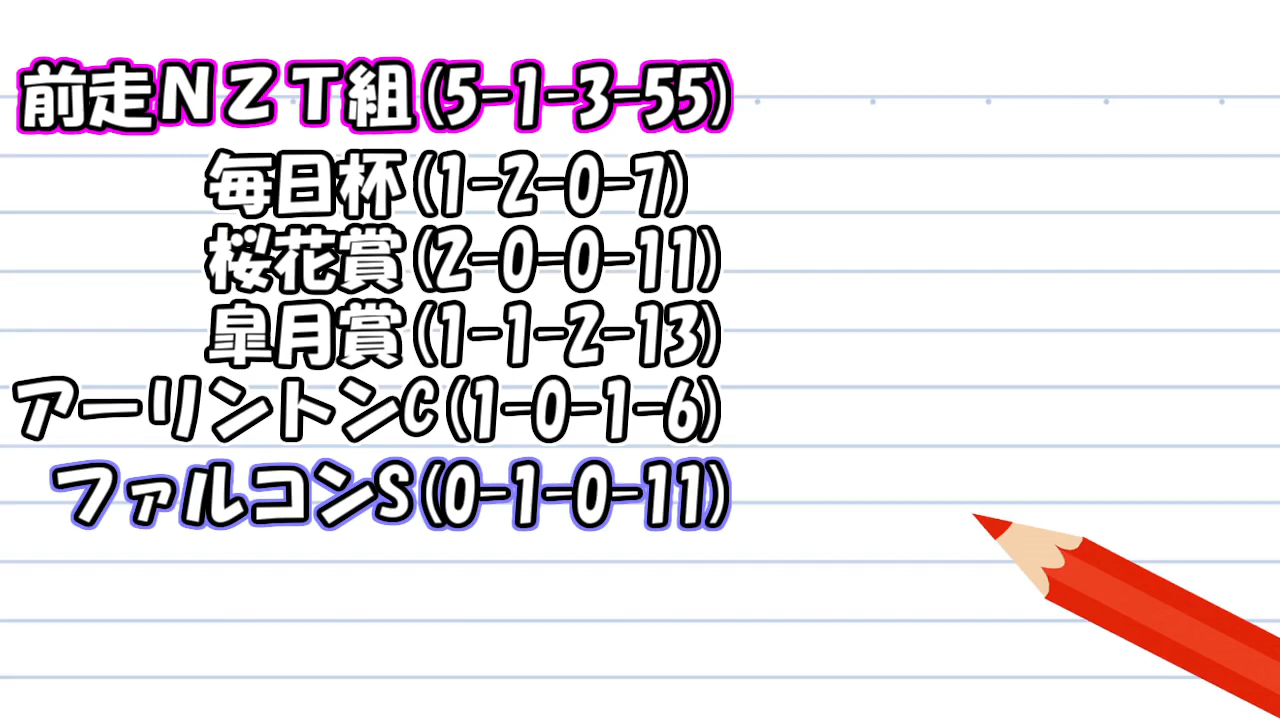 前走ＮＺＴ組(5-1-3-55)
毎日杯(1-2-0-7)
桜花賞(2-0-0-11)
皐月賞(1-1-2-13)
アーリントンC(1-0-1-6)
ファルコンS(0-1-0-11)